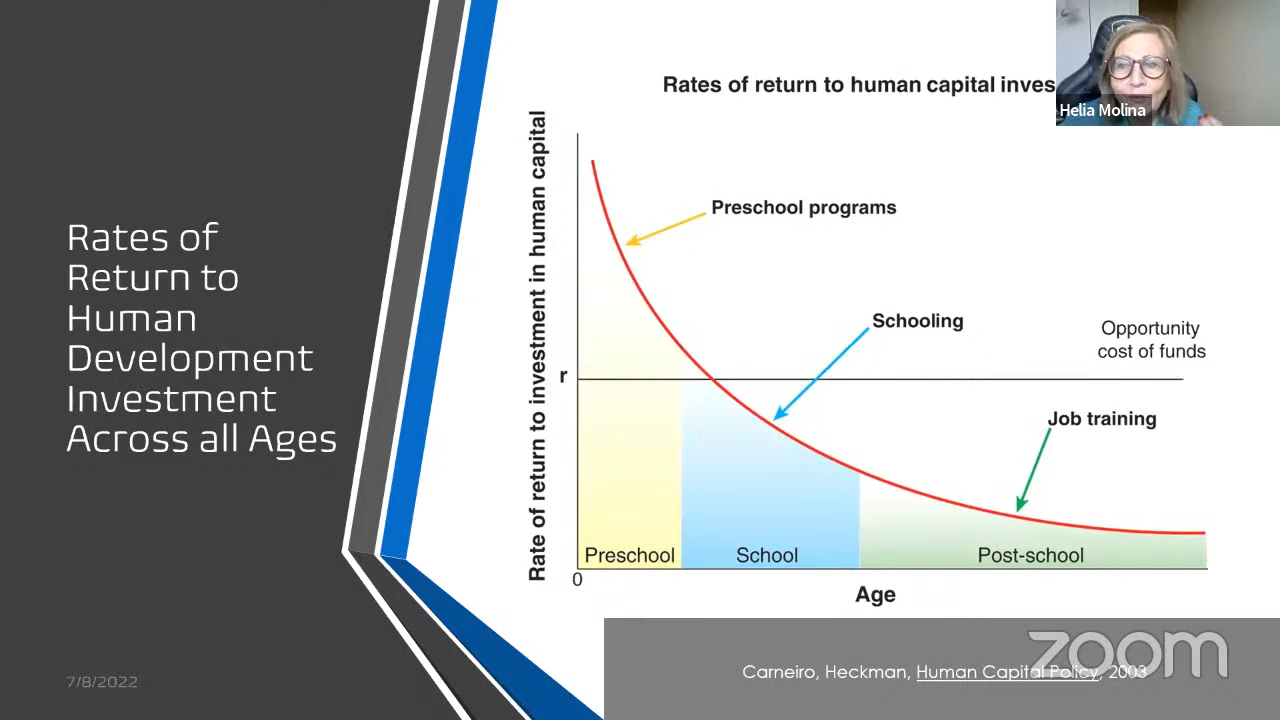 Rates of
Return to
Human
Development
Investment
Across all Ages
7/8/2022
Rates of return to human capital inves
Helia Molina
Rate of return to investment in human capital
Preschool programs
Schooling
Opportunity
cost of funds
r
Job training
Preschool
School
Post-school
0
Age
Carneiro, Heckman, Human Capital Policy, 2003
zoom